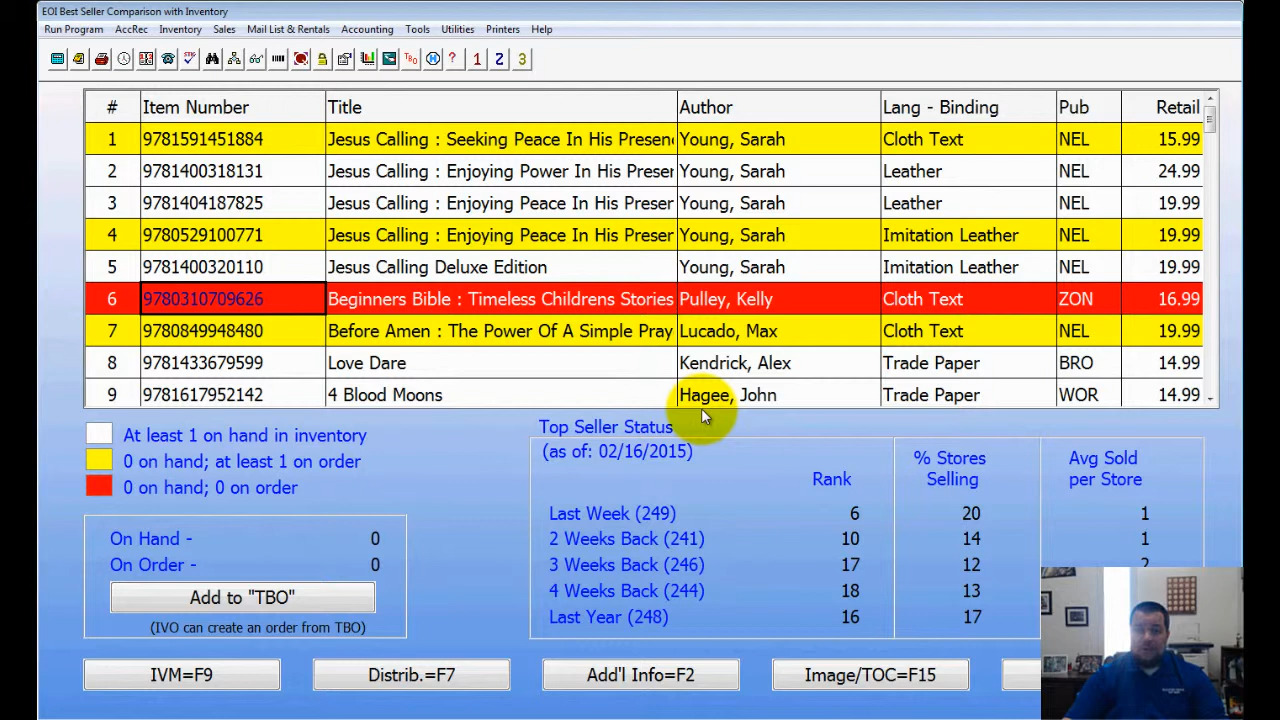 EOI Best Seller Comparison with Inventory
Run Program AccRec Inventory Sales Mail List & Rentals Accounting Tools Utilities Printers Help
TBO ? 1 2 3
# Item Number Title Author Lang - Binding Pub Retail
1 9781591451884 Jesus Calling : Seeking Peace In His Presenc Young, Sarah Cloth Text NEL 15.99
2 9781400318131 Jesus Calling : Enjoying Power In His Preser Young, Sarah Leather NEL 24.99
3 9781404187825 Jesus Calling : Enjoying Peace In His Preser Young, Sarah Leather NEL 19.99
4 9780529100771 Jesus Calling : Enjoying Peace In His Preser Young, Sarah Imitation Leather NEL 19.99
5 9781400320110 Jesus Calling Deluxe Edition Young, Sarah Imitation Leather NEL 19.99
6 9780310709626 Beginners Bible : Timeless Childrens Stories Pulley, Kelly Cloth Text ZON 16.99
7 9780849948480 Before Amen : The Power Of A Simple Pray Lucado, Max Cloth Text NEL 19.99
8 9781433679599 Love Dare Kendrick, Alex Trade Paper BRO 14.99
9 9781617952142 4 Blood Moons Hagee, John Trade Paper WOR 14.99
At least 1 on hand in inventory
0 on hand; at least 1 on order
0 on hand; 0 on order
On Hand - 0
On Order - 0
Add to "TBO"
(IVO can create an order from TBO)
Top Seller Status
(as of: 02/16/2015)
Rank % Stores Selling Avg Sold per Store
Last Week (249) 6 20 1
2 Weeks Back (241) 10 14 1
3 Weeks Back (246) 17 12 2
4 Weeks Back (244) 18 13
Last Year (248) 16 17
IVM=F9 Distrib.=F7 Add'l Info=F2 Image/TOC=F15